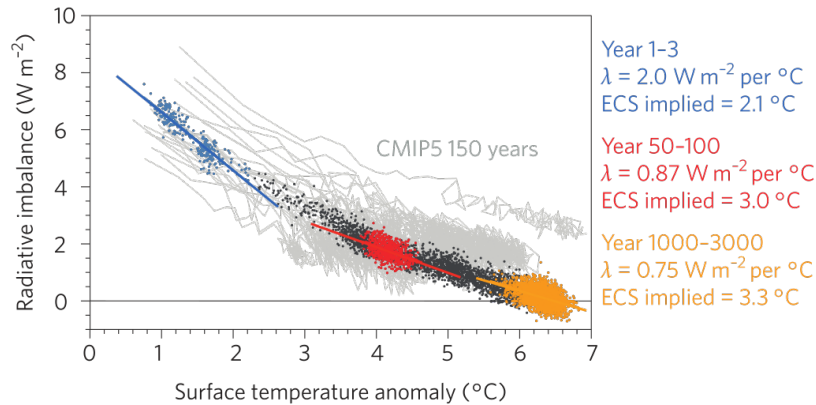 Radiative imbalance (W m⁻²)
10
8
6
4
2
0
0 1 2 3 4 5 6 7
Surface temperature anomaly (°C)
CMIP5 150 years
Year 1–3
λ = 2.0 W m⁻² per °C
ECS implied = 2.1 °C
Year 50–100
λ = 0.87 W m⁻² per °C
ECS implied = 3.0 °C
Year 1000–3000
λ = 0.75 W m⁻² per °C
ECS implied = 3.3 °C